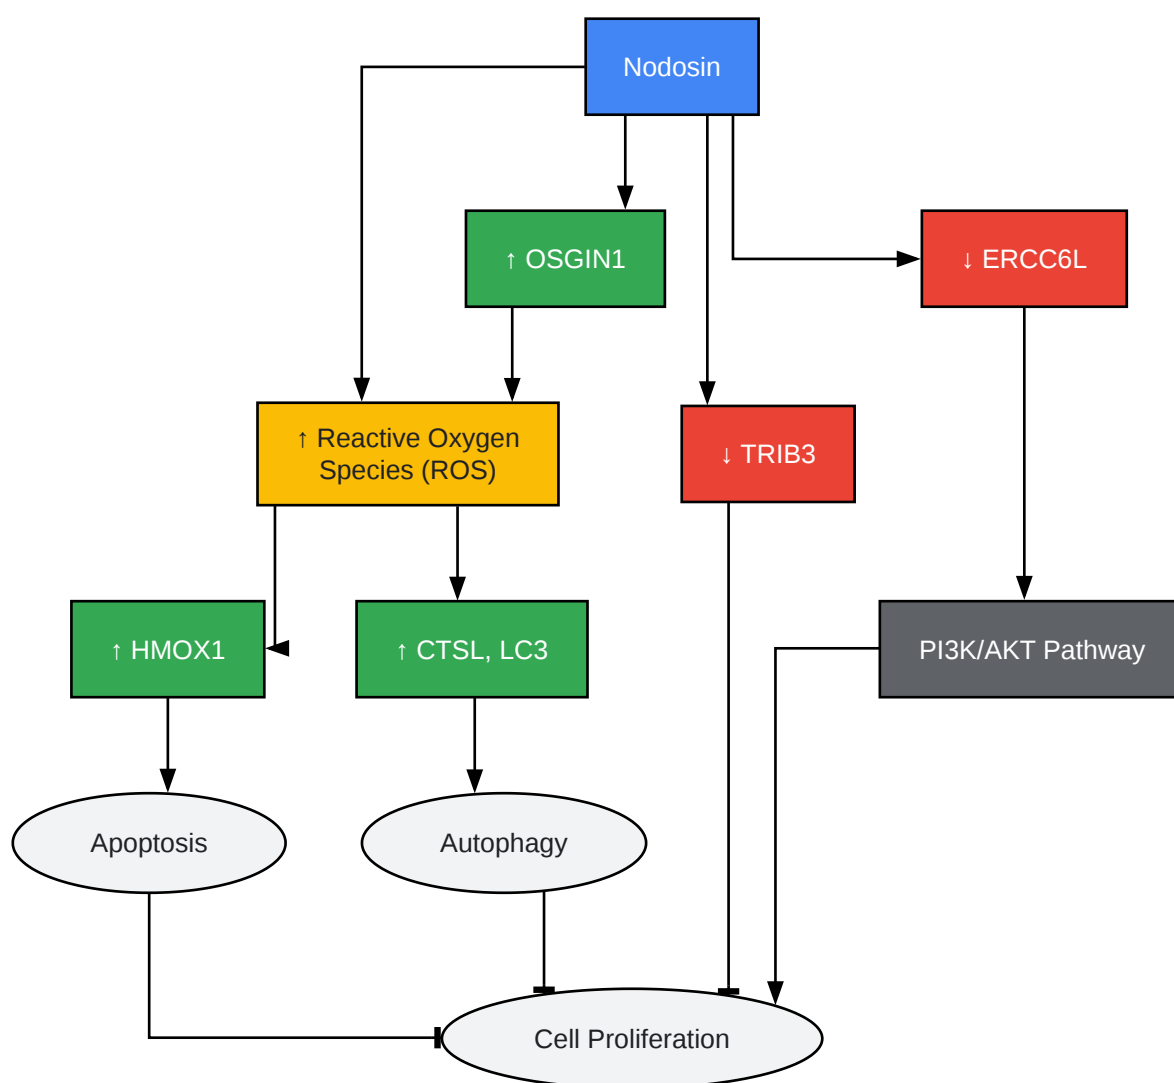 Nodosin
↑ OSGIN1
↓ ERCC6L
↑ Reactive Oxygen
Species (ROS)
↓ TRIB3
↑ HMOX1
↑ CTSL, LC3
PI3K/AKT Pathway
Apoptosis
Autophagy
Cell Proliferation